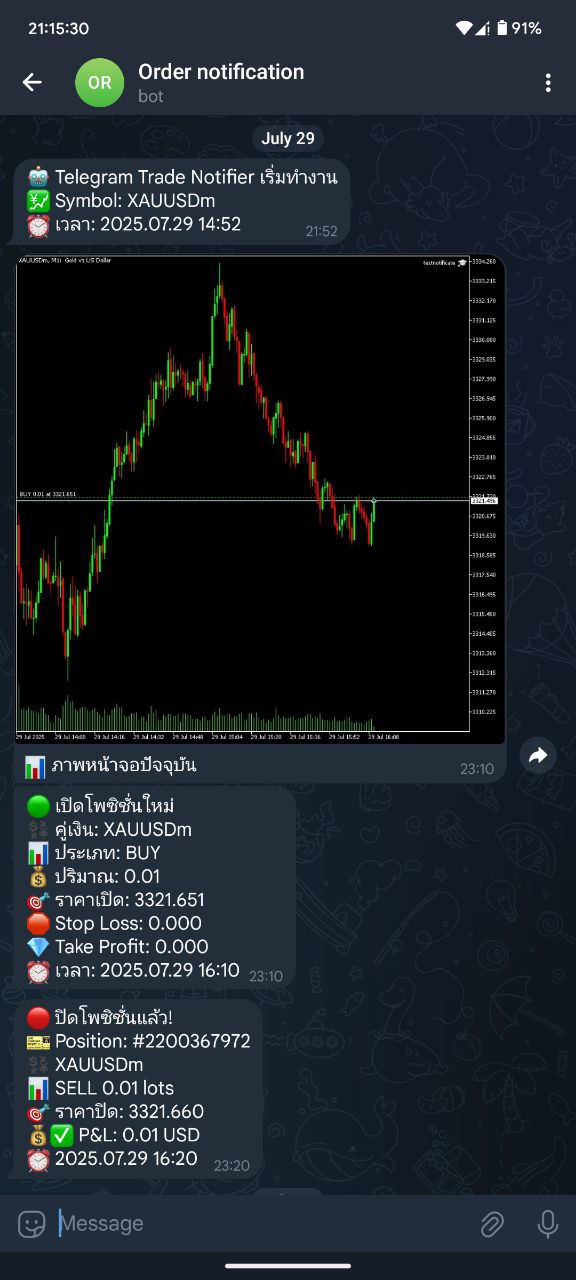 21:15:30
91%
OR
Order notification
bot
July 29
🤖 Telegram Trade Notifier เริ่มทำงาน
💹 Symbol: XAUUSDm
⏰ เวลา: 2025.07.29 14:52
21:52
XAUUSDm, M1: Gold vs US Dollar
testnotificate
3334.260
3333.215
3332.170
3331.125
3330.080
3329.035
3327.990
3326.945
3325.900
3324.855
3323.810
3322.765
BUY 0.01 at 3321.651
3321.496
3320.675
3319.630
3318.585
3317.540
3316.495
3315.450
3314.405
3313.360
3312.315
3311.270
3310.225
29 Jul 2025 29 Jul 14:00 29 Jul 14:16 29 Jul 14:32 29 Jul 14:48 29 Jul 15:04 29 Jul 15:20 29 Jul 15:36 29 Jul 15:52 29 Jul 16:08
📊 ภาพหน้าจอปัจจุบัน
23:10
🟢 เปิดโพซิชั่นใหม่
💱 คู่เงิน: XAUUSDm
📊 ประเภท: BUY
💰 ปริมาณ: 0.01
🎯 ราคาเปิด: 3321.651
🛑 Stop Loss: 0.000
💎 Take Profit: 0.000
⏰ เวลา: 2025.07.29 16:10
23:10
🔴 ปิดโพซิชั่นแล้ว!
🎫 Position: #2200367972
💱 XAUUSDm
📊 SELL 0.01 lots
🎯 ราคาปิด: 3321.660
💰✅ P&L: 0.01 USD
⏰ 2025.07.29 16:20
23:20
Message